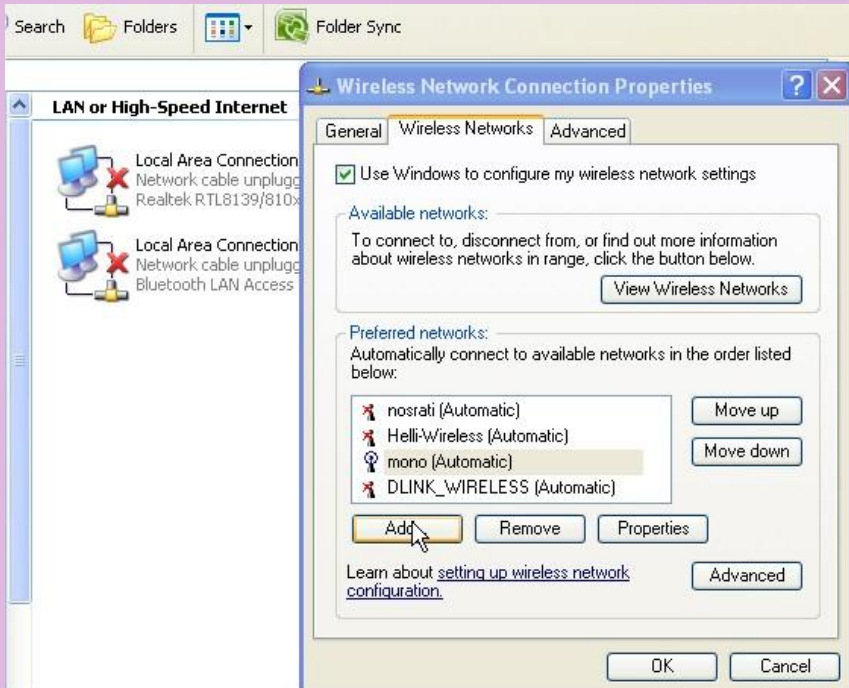 Search
Folders
Folder Sync
LAN or High-Speed Internet
Local Area Connection
Network cable unplugg
Realtek RTL8139/810x
Local Area Connection
Network cable unplugg
Bluetooth LAN Access
Wireless Network Connection Properties
General
Wireless Networks
Advanced
Use Windows to configure my wireless network settings
Available networks:
To connect to, disconnect from, or find out more information
about wireless networks in range, click the button below.
View Wireless Networks
Preferred networks:
Automatically connect to available networks in the order listed
below:
nosrati (Automatic)
Helli-Wireless (Automatic)
mono (Automatic)
DLINK_WIRELESS (Automatic)
Move up
Move down
Add...
Remove
Properties
Learn about setting up wireless network
configuration.
Advanced
OK
Cancel